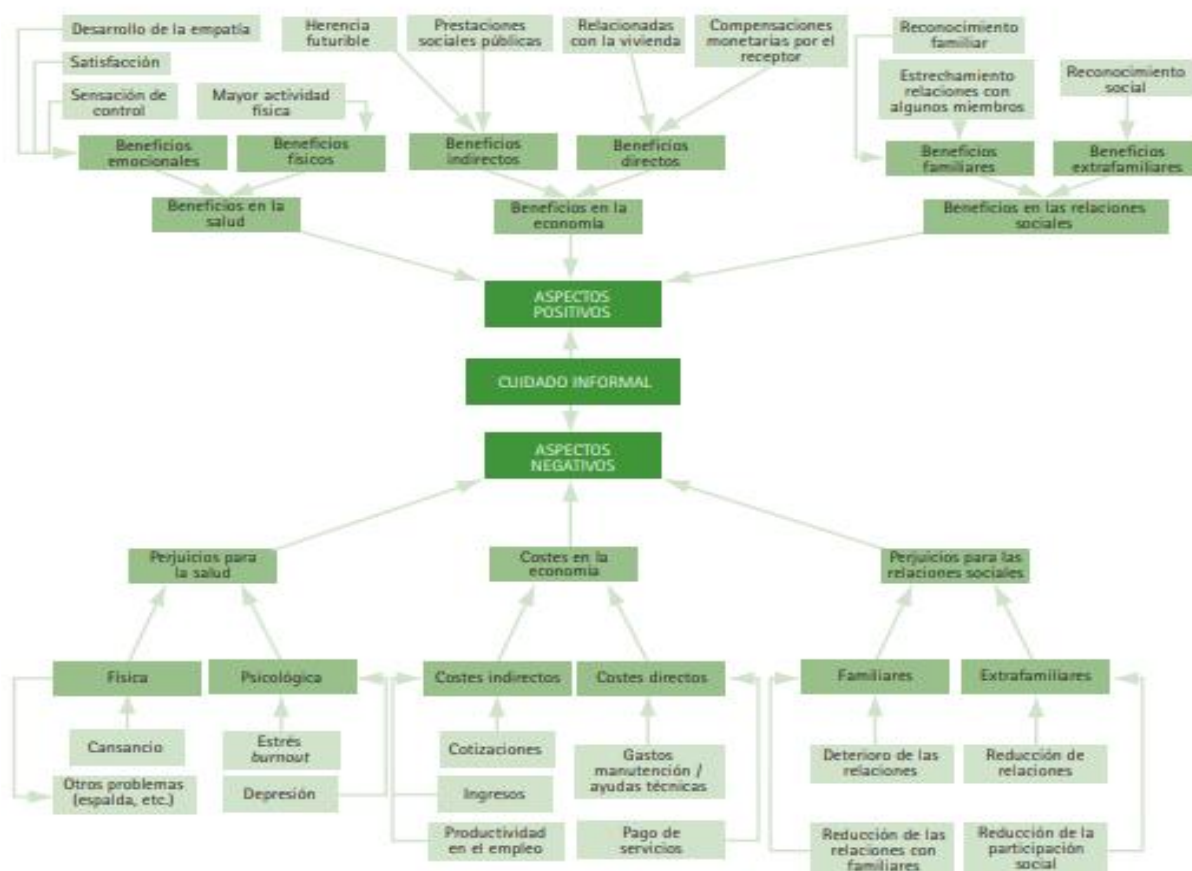 Desarrollo de la empatía
Satisfacción
Sensación de
control
Mayor actividad
física
Herencia
futurible
Prestaciones
sociales públicas
Relacionadas
con la vivienda
Compensaciones
monetarias por el
receptor
Reconocimiento
familiar
Estrechamiento
relaciones con
algunos miembros
Reconocimiento
social
Beneficios
emocionales
Beneficios
físicos
Beneficios
indirectos
Beneficios
directos
Beneficios
familiares
Beneficios
extrafamiliares
Beneficios en la
salud
Beneficios en la
economía
Beneficios en las relaciones
sociales
ASPECTOS
POSITIVOS
CUIDADO INFORMAL
ASPECTOS
NEGATIVOS
Perjuicios para
la salud
Costes en la
economía
Perjuicios para las
relaciones sociales
Física
Psicológica
Costes indirectos
Costes directos
Familiares
Extrafamiliares
Cansancio
Otros problemas
(espalda, etc.)
Estrés
burnout
Depresión
Cotizaciones
Ingresos
Productividad
en el empleo
Gastos
manutención /
ayudas técnicas
Pago de
servicios
Deterioro de las
relaciones
Reducción de las
relaciones con
familiares
Reducción de
relaciones
Reducción de la
participación
social